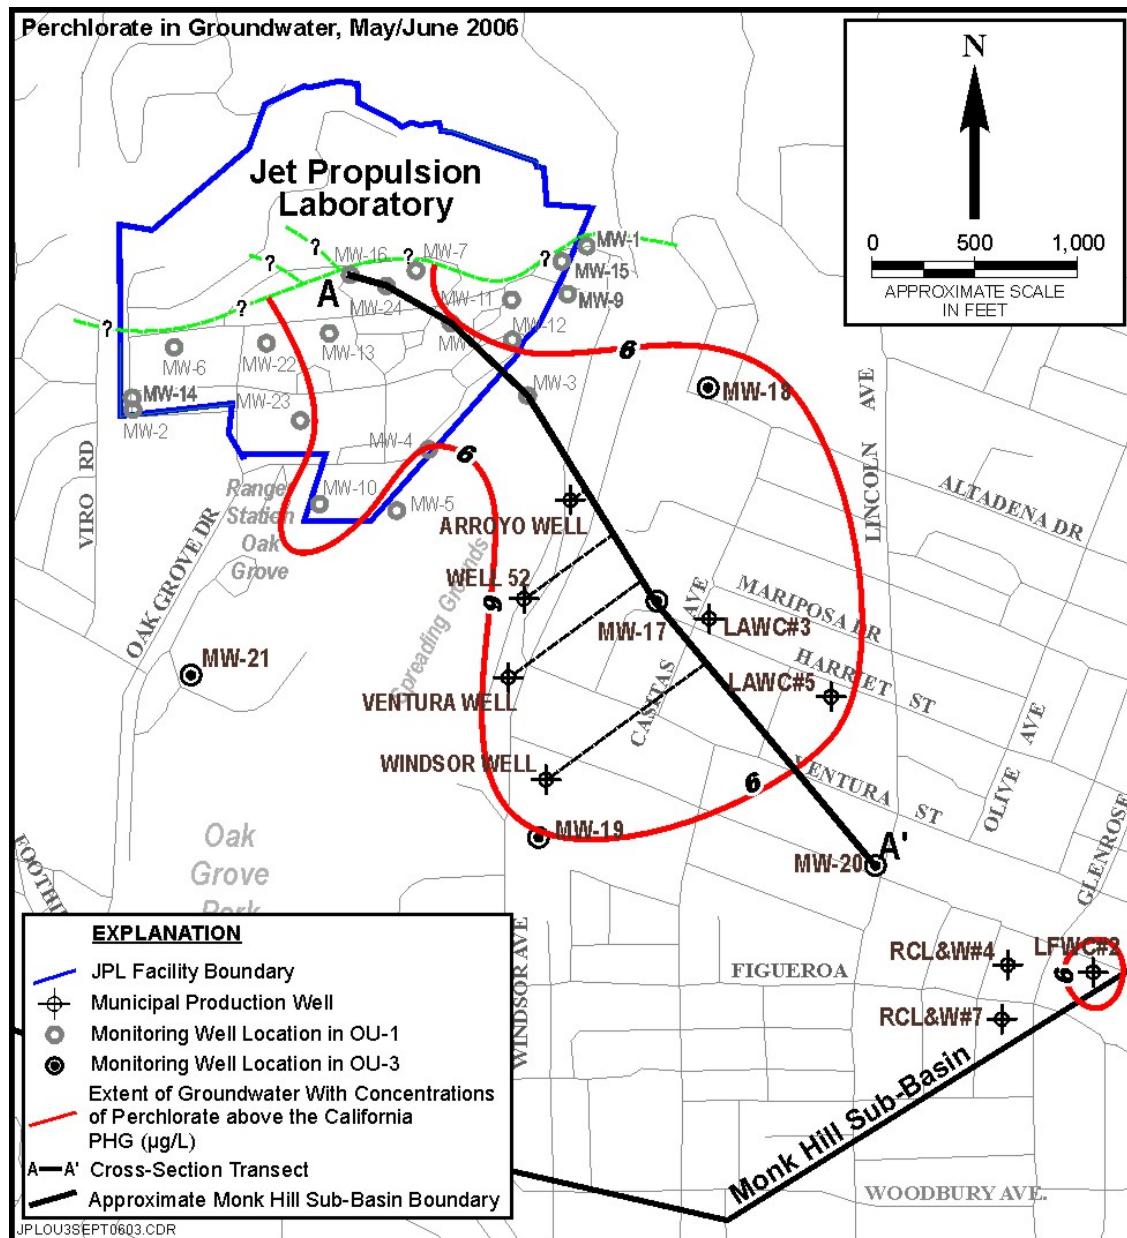 Perchlorate in Groundwater, May/June 2006
N
0 500 1,000
APPROXIMATE SCALE
IN FEET
Jet Propulsion
Laboratory
?
?
?
?
?
?
MW-16
MW-7
MW-1
MW-15
MW-9
A
MW-24
MW-11
MW-12
MW-13
MW-6
MW-22
MW-14
MW-2
MW-23
MW-3
MW-4
MW-10
MW-5
6
MW-18
6
VIRO RD
Ranger
Station
Oak
Grove
OAK GROVE DR
LINCOLN AVE
ALTADENA DR
ARROYO WELL
WELL 52
6
Spreading Grounds
MW-17
CASITAS AVE
LAWC#3
MARIPOSA DR
MW-21
VENTURA WELL
LAWC#5
HARRIET ST
WINDSOR WELL
6
VENTURA ST
OLIVE AVE
GLENROSE
MW-19
MW-20
A'
Oak
Grove
Park
FOOTHI
WINDSOR AVE
FIGUEROA
RCL&W#4
LFWC#2
6
RCL&W#7
Monk Hill Sub-Basin
WOODBURY AVE.
EXPLANATION
JPL Facility Boundary
Municipal Production Well
Monitoring Well Location in OU-1
Monitoring Well Location in OU-3
Extent of Groundwater With Concentrations
of Perchlorate above the California
PHG (µg/L)
A A' Cross-Section Transect
Approximate Monk Hill Sub-Basin Boundary
JPLOU3SEPT0603.CDR